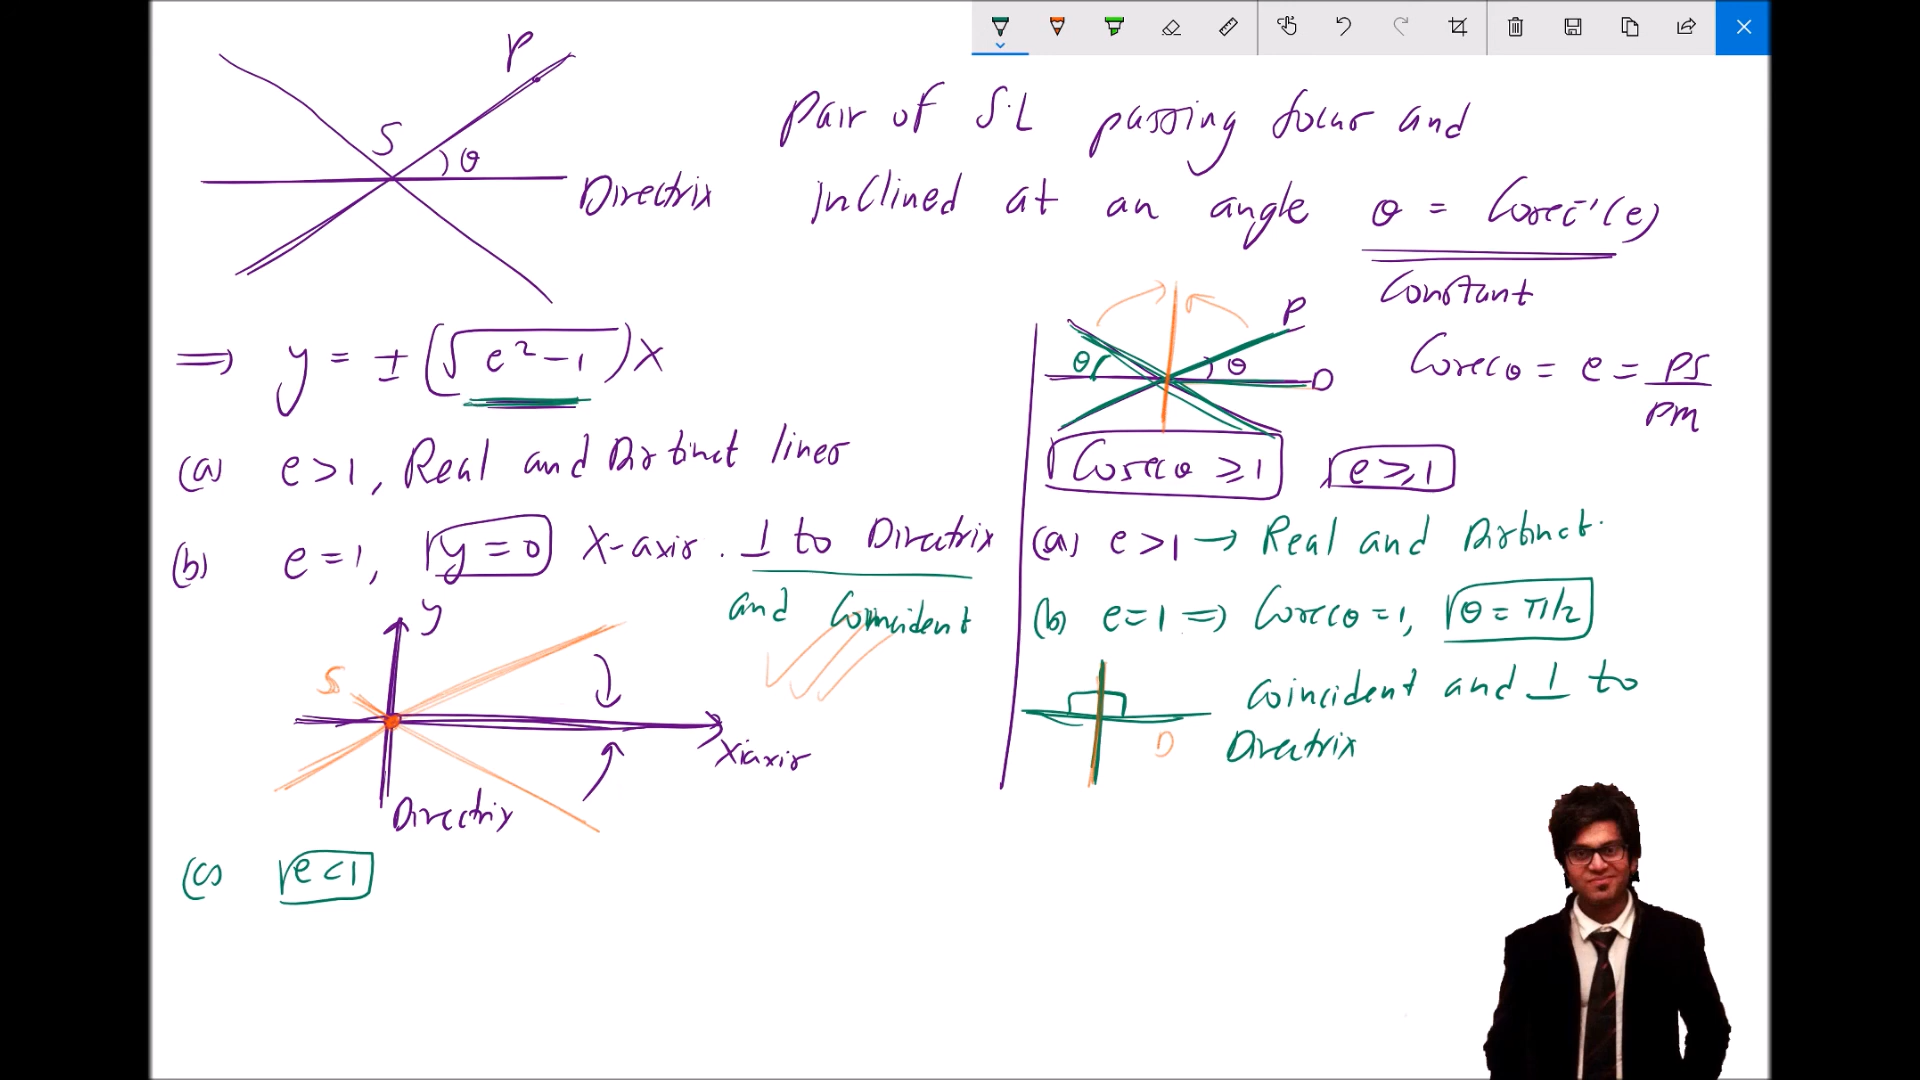 P
S
θ
Directrix
Pair of S.L passing focus and
inclined at an angle θ = Cosec⁻¹(e)
Constant
⇒ y = ± (√e²-1)x
(a) e>1, Real and Distinct lines
(b) e=1, y=0 X-axis. ⊥ to Directrix
and Coincident
y
S
X-axis
Directrix
(c) e<1
P
θ
θ
D
Cosecθ = e = PS/PM
Cosecθ ≥1 e≥1
(a) e>1 → Real and Distinct.
(b) e=1 ⇒ Cosecθ=1, θ=π/2
Coincident and ⊥ to
Directrix
D